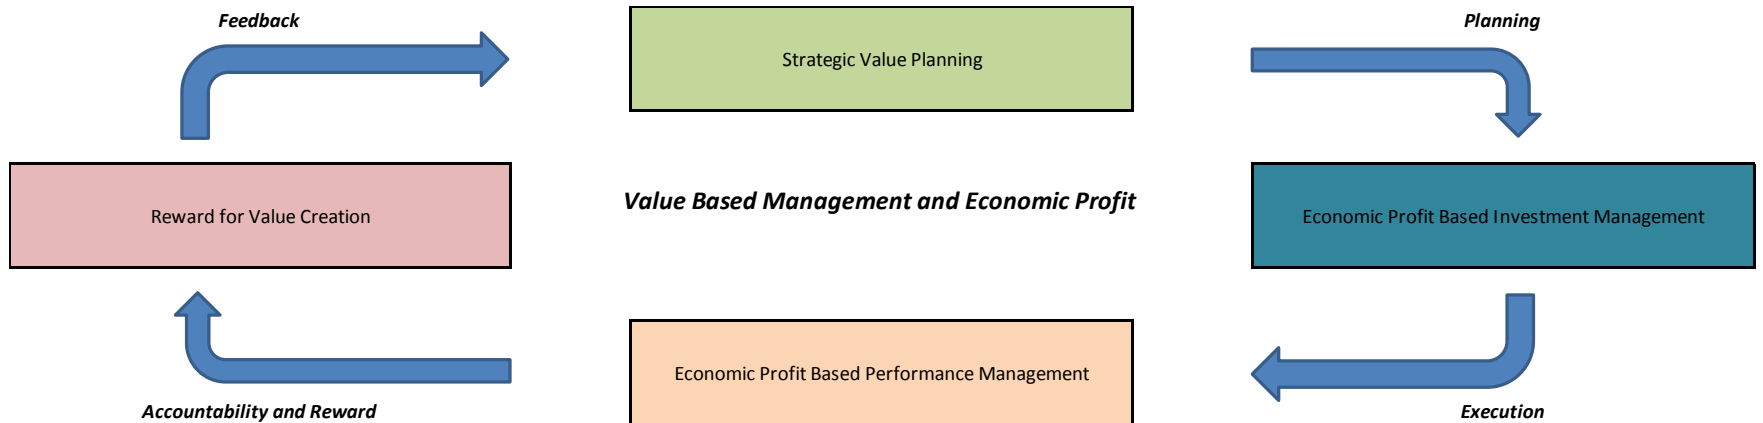 Feedback
Planning
Strategic Value Planning
Reward for Value Creation
Value Based Management and Economic Profit
Economic Profit Based Investment Management
Economic Profit Based Performance Management
Accountability and Reward
Execution